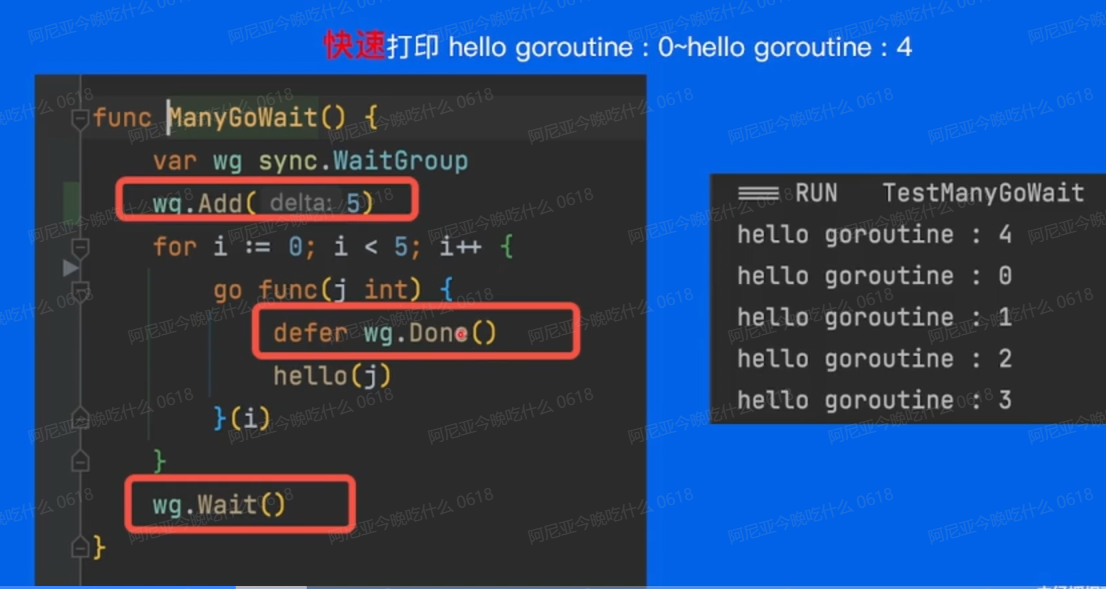 快速打印 hello goroutine : 0~hello goroutine : 4
func ManyGoWait() {
var wg sync.WaitGroup
wg.Add( delta: 5)
for i := 0; i < 5; i++ {
go func(j int) {
defer wg.Done()
hello(j)
}(i)
}
wg.Wait()
}
=== RUN TestManyGoWait
hello goroutine : 4
hello goroutine : 0
hello goroutine : 1
hello goroutine : 2
hello goroutine : 3
阿尼亚今晚吃什么 0618